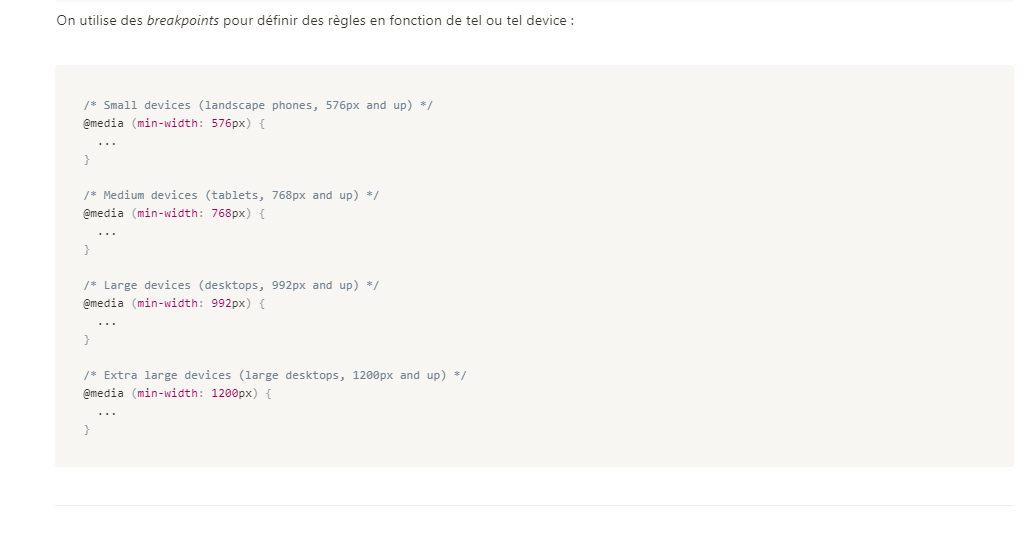 On utilise des breakpoints pour définir des règles en fonction de tel ou tel device :
/* Small devices (landscape phones, 576px and up) */
@media (min-width: 576px) {
...
}
/* Medium devices (tablets, 768px and up) */
@media (min-width: 768px) {
...
}
/* Large devices (desktops, 992px and up) */
@media (min-width: 992px) {
...
}
/* Extra large devices (large desktops, 1200px and up) */
@media (min-width: 1200px) {
...
}